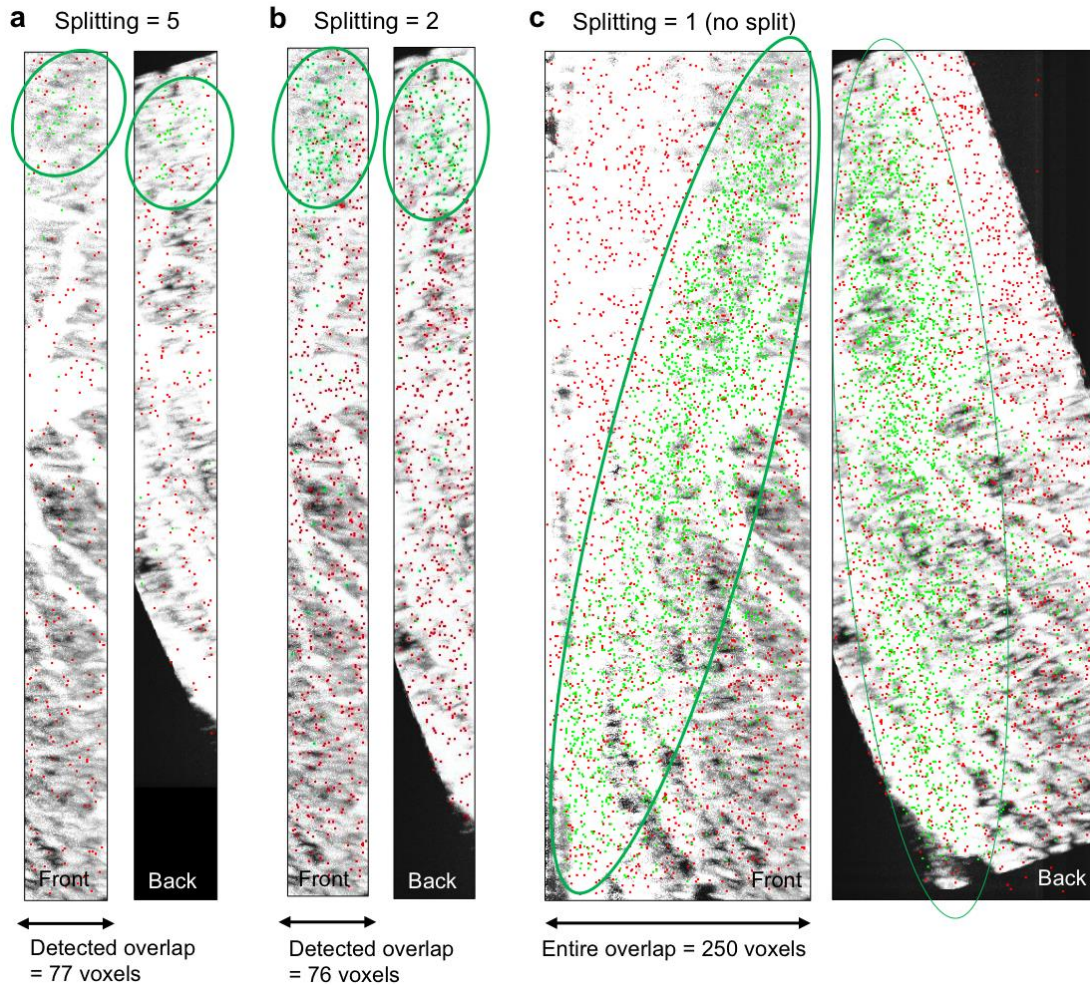 a Splitting = 5
b Splitting = 2
c Splitting = 1 (no split)
Front
Back
Front
Back
Front
Back
Detected overlap
= 77 voxels
Detected overlap
= 76 voxels
Entire overlap = 250 voxels